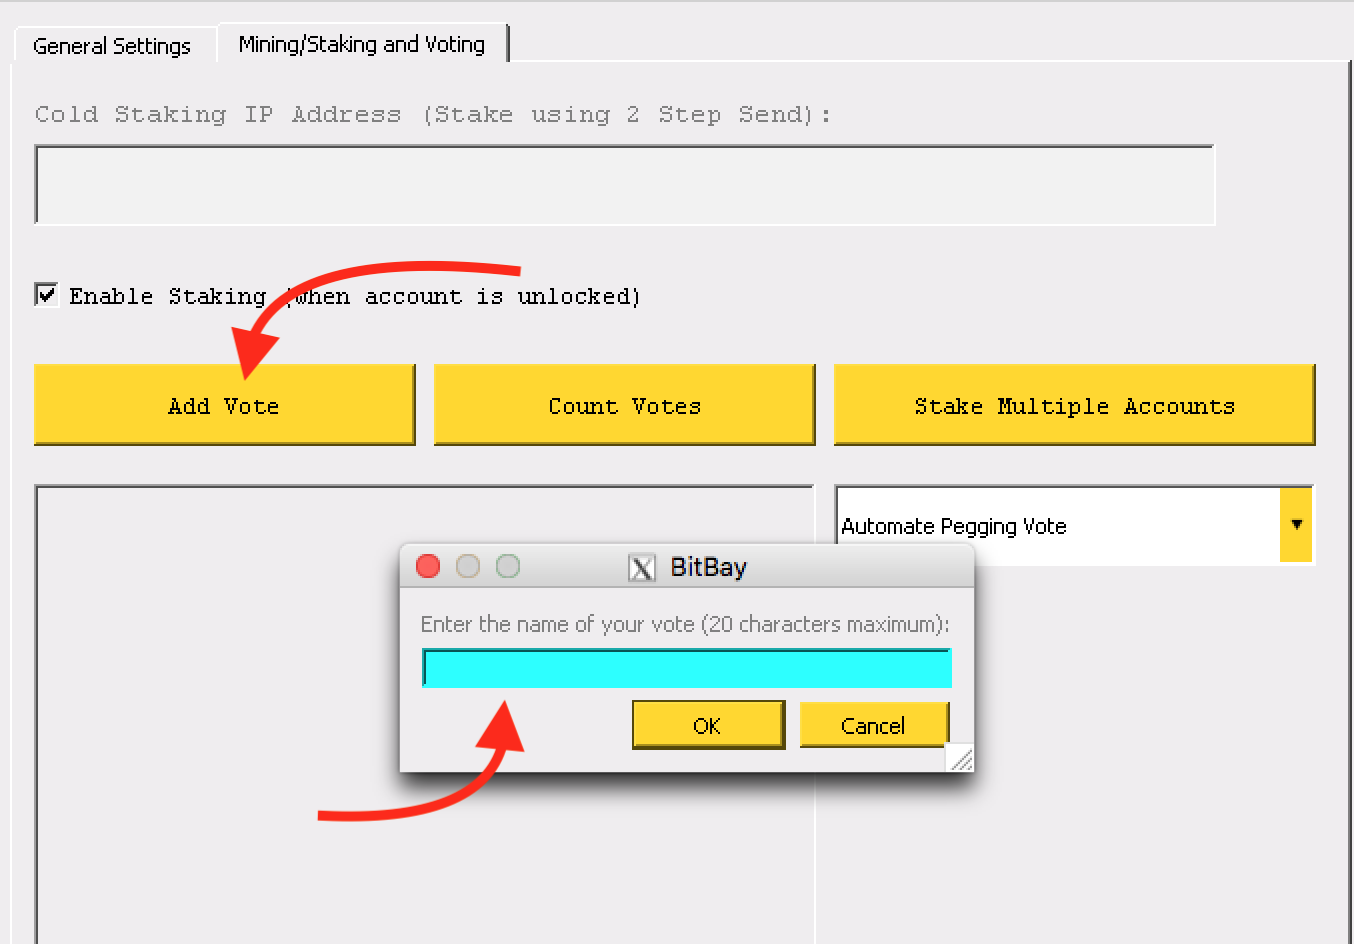 General Settings
Mining/Staking and Voting
Cold Staking IP Address (Stake using 2 Step Send):
Enable Staking (when account is unlocked)
Add Vote
Count Votes
Stake Multiple Accounts
Automate Pegging Vote
BitBay
Enter the name of your vote (20 characters maximum):
OK
Cancel